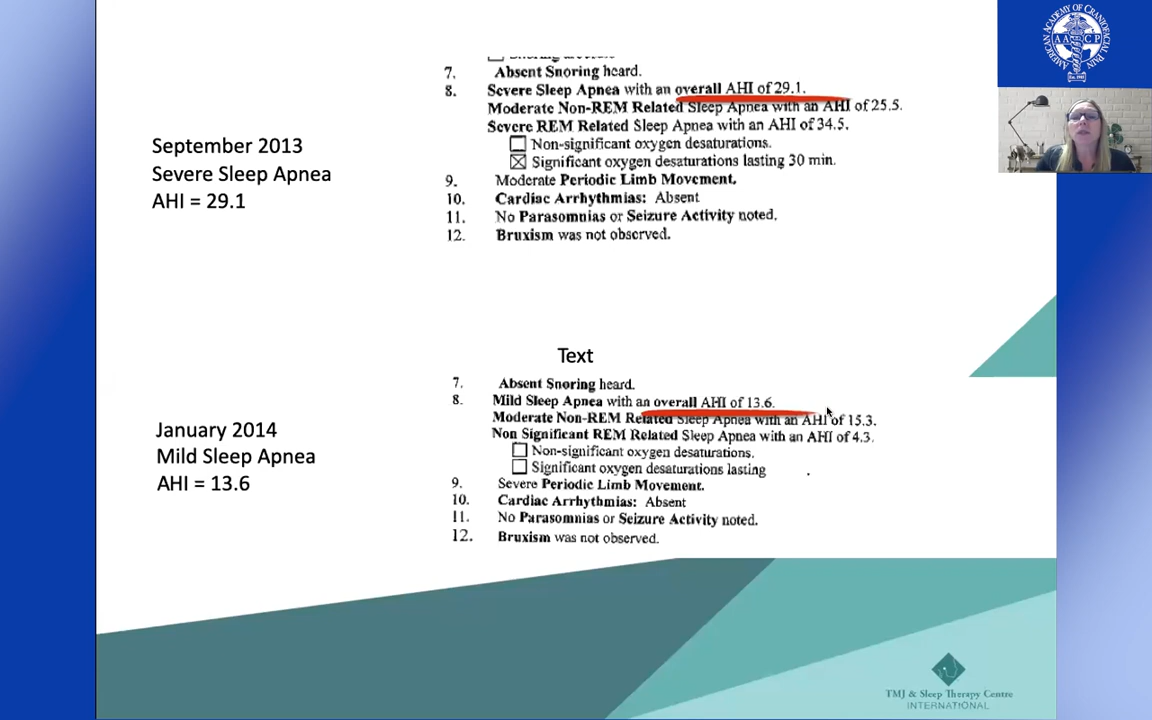 September 2013
Severe Sleep Apnea
AHI = 29.1
7. Absent Snoring heard.
8. Severe Sleep Apnea with an overall AHI of 29.1.
Moderate Non-REM Related Sleep Apnea with an AHI of 25.5.
Severe REM Related Sleep Apnea with an AHI of 34.5.
Non-significant oxygen desaturations.
Significant oxygen desaturations lasting 30 min.
9. Moderate Periodic Limb Movement.
10. Cardiac Arrhythmias: Absent
11. No Parasomnias or Seizure Activity noted.
12. Bruxism was not observed.
Text
January 2014
Mild Sleep Apnea
AHI = 13.6
7. Absent Snoring heard.
8. Mild Sleep Apnea with an overall AHI of 13.6.
Moderate Non-REM Related Sleep Apnea with an AHI of 15.3.
Non Significant REM Related Sleep Apnea with an AHI of 4.3.
Non-significant oxygen desaturations.
Significant oxygen desaturations lasting .
9. Severe Periodic Limb Movement.
10. Cardiac Arrhythmias: Absent
11. No Parasomnias or Seizure Activity noted.
12. Bruxism was not observed.
AMERICAN ACADEMY OF CRANIOFACIAL PAIN
AACP
TMJ & Sleep Therapy Centre
INTERNATIONAL